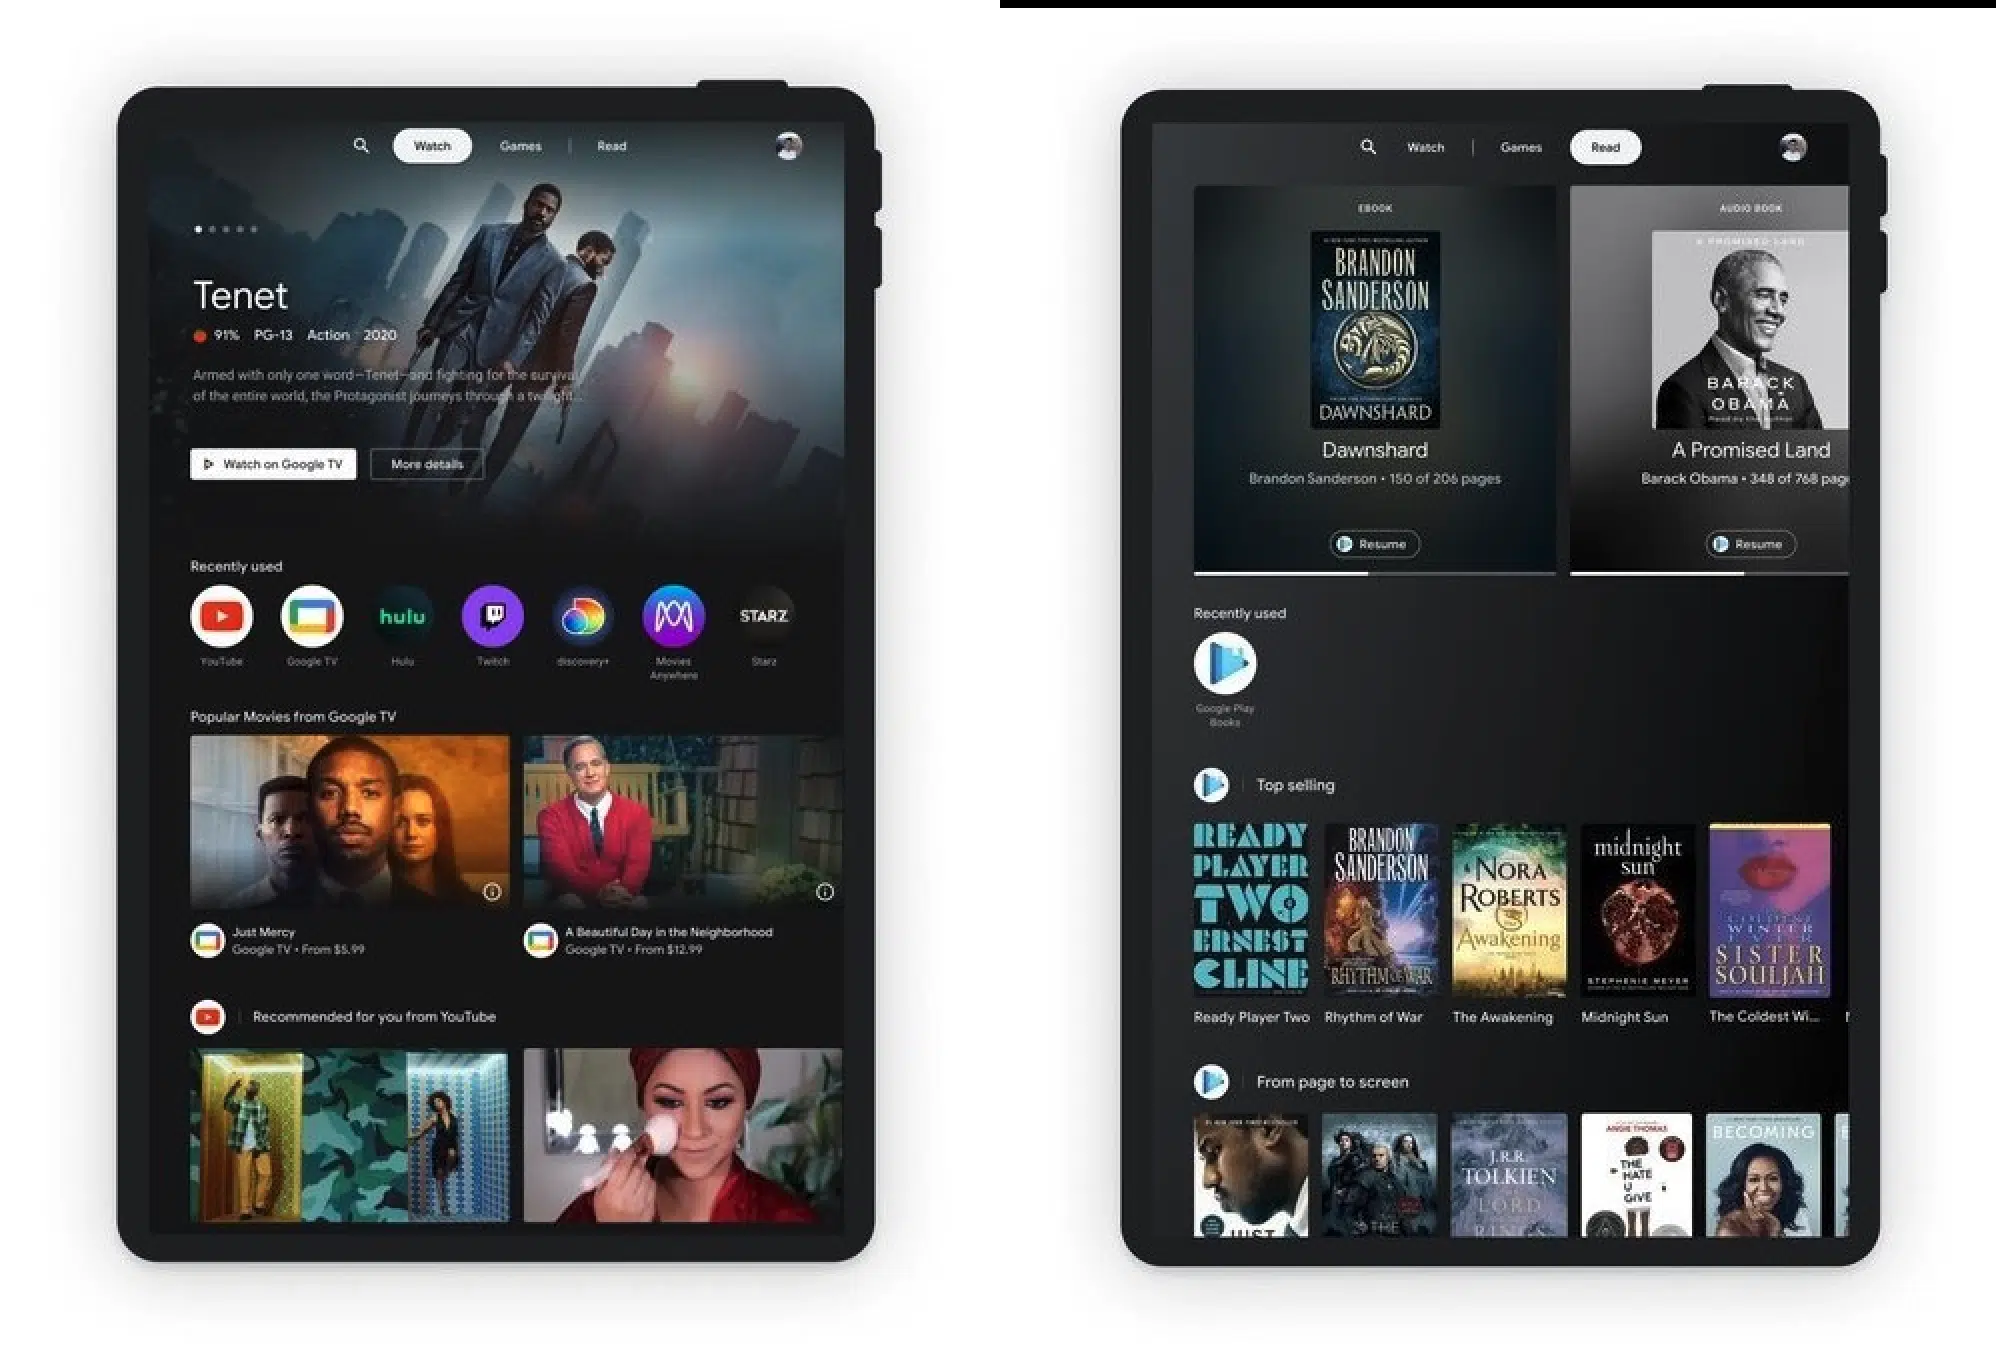 Watch
Games
Read
Tenet
91% PG-13 Action 2020
Armed with only one word—Tenet—and fighting for the survival
of the entire world, the Protagonist journeys through a twilight...
Watch on Google TV
More details
Recently used
hulu
STARZ
YouTube
Google TV
Hulu
Twitch
discovery+
Movies
Anywhere
Starz
Popular Movies from Google TV
Just Mercy
Google TV • From $5.99
A Beautiful Day in the Neighborhood
Google TV • From $12.99
Recommended for you from YouTube
Watch
Games
Read
EBOOK
BRANDON
SANDERSON
DAWNSHARD
Dawnshard
Brandon Sanderson • 150 of 206 pages
Resume
AUDIO BOOK
A PROMISED LAND
BARACK
OBAMA
A Promised Land
Barack Obama • 348 of 768 pag
Resume
Recently used
Google Play
Books
Top selling
READY
PLAYER
TWO
ERNEST
CLINE
BRANDON
SANDERSON
RHYTHM OF WAR
NORA
ROBERTS
The
Awakening
midnight
sun
STEPHENIE MEYER
COLDEST
WINTER
EVER
SISTER
SOULJAH
Ready Player Two
Rhythm of War
The Awakening
Midnight Sun
The Coldest Wi...
From page to screen
JUST
THE
J.R.R.
TOLKIEN
LORD
RINGS
ANGIE THOMAS
THE
HATE
U
GIVE
BECOMING